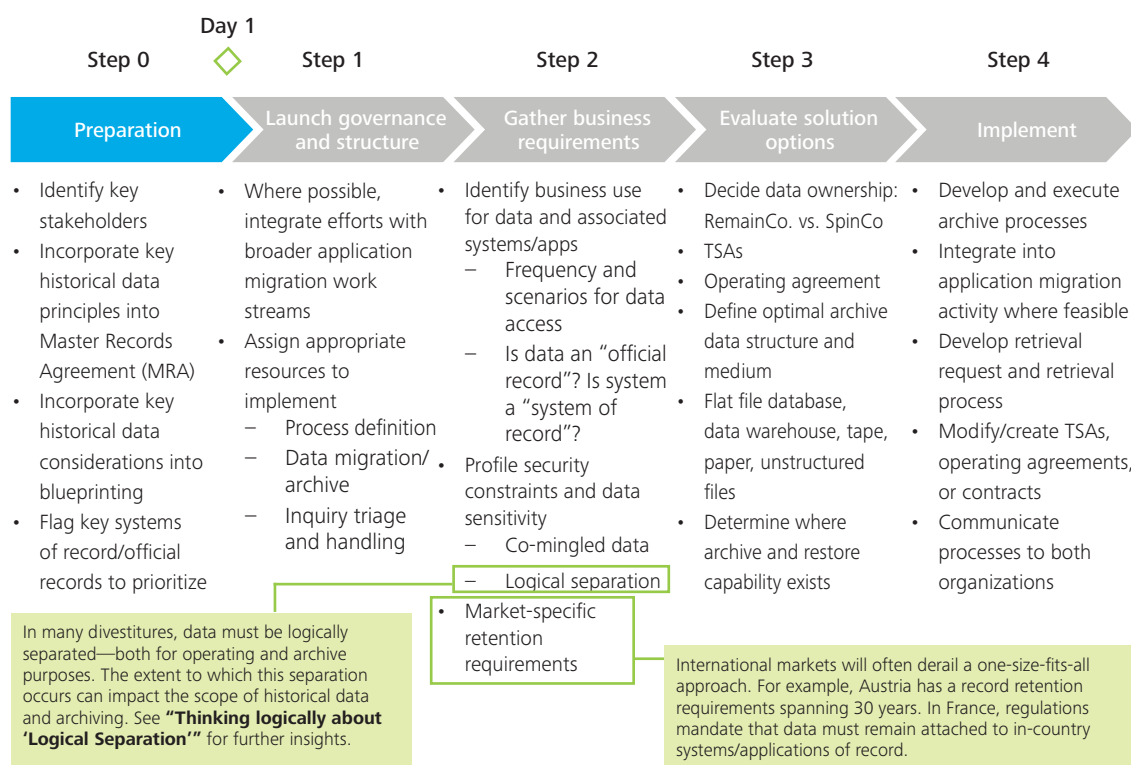 Day 1
Step 0
Step 1
Step 2
Step 3
Step 4
Preparation
Launch governance
and structure
Gather business
requirements
Evaluate solution
options
Implement
• Identify key
stakeholders
• Incorporate key
historical data
principles into
Master Records
Agreement (MRA)
• Incorporate key
historical data
considerations into
blueprinting
• Flag key systems
of record/official
records to prioritize
• Where possible,
integrate efforts with
broader application
migration work
streams
• Assign appropriate
resources to
implement
– Process definition
– Data migration/
archive
– Inquiry triage
and handling
• Identify business use
for data and associated
systems/apps
– Frequency and
scenarios for data
access
– Is data an “official
record”? Is system
a “system of
record”?
• Profile security
constraints and data
sensitivity
– Co-mingled data
– Logical separation
• Market-specific
retention
requirements
• Decide data ownership:
RemainCo. vs. SpinCo
• TSAs
• Operating agreement
• Define optimal archive
data structure and
medium
• Flat file database,
data warehouse, tape,
paper, unstructured
files
• Determine where
archive and restore
capability exists
• Develop and execute
archive processes
• Integrate into
application migration
activity where feasible
• Develop retrieval
request and retrieval
process
• Modify/create TSAs,
operating agreements,
or contracts
• Communicate
processes to both
organizations
In many divestitures, data must be logically
separated—both for operating and archive
purposes. The extent to which this separation
occurs can impact the scope of historical data
and archiving. See “Thinking logically about
‘Logical Separation’” for further insights.
International markets will often derail a one-size-fits-all
approach. For example, Austria has a record retention
requirements spanning 30 years. In France, regulations
mandate that data must remain attached to in-country
systems/applications of record.